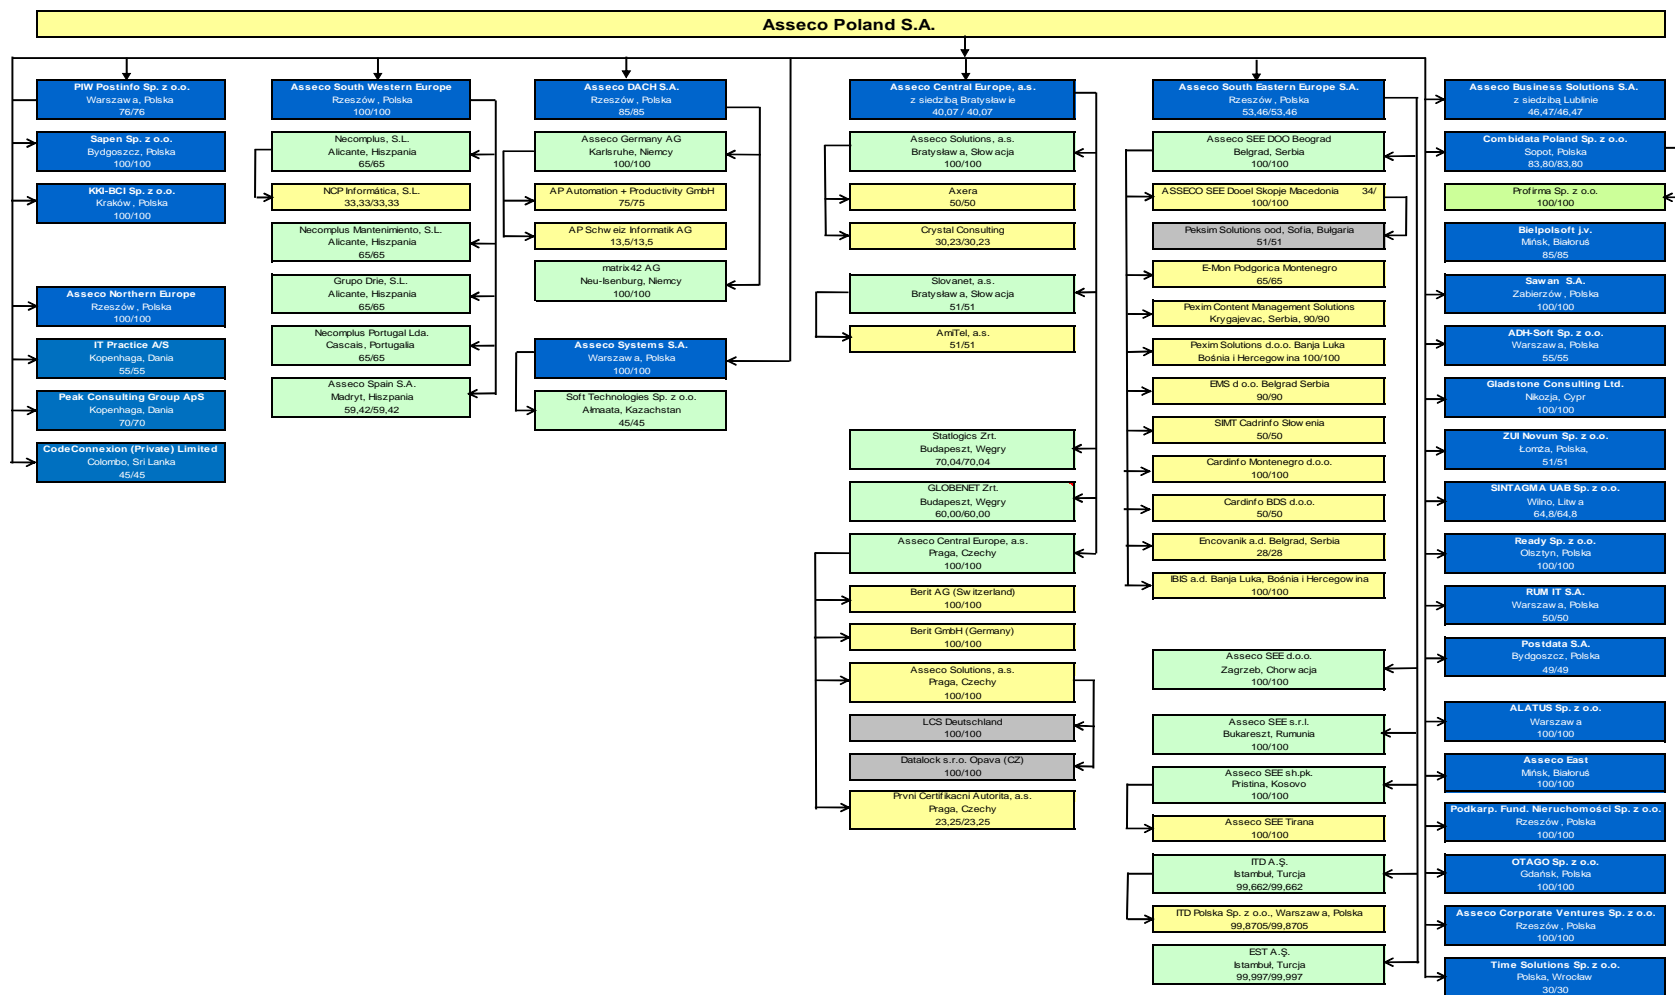 Asseco Poland S.A.
PIW Postinfo Sp. z o.o.
Warszawa, Polska
76/76
Sapen Sp. z o.o.
Bydgoszcz, Polska
100/100
KKI-BCI Sp. z o.o.
Kraków, Polska
100/100
Asseco Northern Europe
Rzeszów, Polska
100/100
IT Practice A/S
Kopenhaga, Dania
55/55
Peak Consulting Group ApS
Kopenhaga, Dania
70/70
CodeConnexion (Private) Limited
Colombo, Sri Lanka
45/45
Asseco South Western Europe
Rzeszów, Polska
100/100
Necomplus, S.L.
Alicante, Hiszpania
65/65
NCP Informática, S.L.
33,33/33,33
Necomplus Mantenimiento, S.L.
Alicante, Hiszpania
65/65
Grupo Drie, S.L.
Alicante, Hiszpania
65/65
Necomplus Portugal Lda.
Cascais, Portugalia
65/65
Asseco Spain S.A.
Madryt, Hiszpania
59,42/59,42
Asseco DACH S.A.
Rzeszów, Polska
85/85
Asseco Germany AG
Karlsruhe, Niemcy
100/100
AP Automation + Productivity GmbH
75/75
AP Schweiz Informatik AG
13,5/13,5
matrix42 AG
Neu-Isenburg, Niemcy
100/100
Asseco Systems S.A.
Warszawa, Polska
100/100
Soft Technologies Sp. z o.o.
Ałmaata, Kazachstan
45/45
Asseco Central Europe, a.s.
z siedzibą Bratysławie
40,07 / 40,07
Asseco Solutions, a.s.
Bratysława, Słowacja
100/100
Axera
50/50
Crystal Consulting
30,23/30,23
Slovanet, a.s.
Bratysława, Słowacja
51/51
AmiTel, a.s.
51/51
Statlogics Zrt.
Budapeszt, Węgry
70,04/70,04
GLOBENET Zrt.
Budapeszt, Węgry
60,00/60,00
Asseco Central Europe, a.s.
Praga, Czechy
100/100
Berit AG (Switzerland)
100/100
Berit GmbH (Germany)
100/100
Asseco Solutions, a.s.
Praga, Czechy
100/100
LCS Deutschland
100/100
Datalock s.r.o. Opava (CZ)
100/100
Prvni Certifikacni Autorita, a.s.
Praga, Czechy
23,25/23,25
Asseco South Eastern Europe S.A.
Rzeszów, Polska
53,46/53,46
Asseco SEE DOO Beograd
Belgrad, Serbia
100/100
ASSECO SEE Dooel Skopje Macedonia 34/
100/100
Peksim Solutions ood, Sofia, Bułgaria
51/51
E-Mon Podgorica Montenegro
65/65
Pexim Content Management Solutions
Krygajevac, Serbia, 90/90
Pexim Solutions d.o.o. Banja Luka
Bośnia i Hercegowina 100/100
EMS d o.o. Belgrad Serbia
90/90
SIMT Cadrinfo Słowenia
50/50
Cardinfo Montenegro d.o.o.
100/100
Cardinfo BDS d.o.o.
50/50
Encovanik a.d. Belgrad, Serbia
28/28
IBIS a.d. Banja Luka, Bośnia i Hercegowina
100/100
Asseco SEE d.o.o.
Zagrzeb, Chorwacja
100/100
Asseco SEE s.r.l.
Bukareszt, Rumunia
100/100
Asseco SEE sh.pk.
Pristina, Kosovo
100/100
Asseco SEE Tirana
100/100
ITD A.Ş.
Istambuł, Turcja
99,662/99,662
ITD Polska Sp. z o.o., Warszawa, Polska
99,8705/99,8705
EST A.Ş.
Istambuł, Turcja
99,997/99,997
Asseco Business Solutions S.A.
z siedzibą Lublinie
46,47/46,47
Combidata Poland Sp. z o.o.
Sopot, Polska
83,80/83,80
Profirma Sp. z o.o.
100/100
Bielpolsoft j.v.
Mińsk, Białoruś
85/85
Sawan S.A.
Zabierzów, Polska
100/100
ADH-Soft Sp. z o.o.
Warszawa, Polska
55/55
Gladstone Consulting Ltd.
Nikozja, Cypr
100/100
ZUI Novum Sp. z o.o.
Łomża, Polska,
51/51
SINTAGMA UAB Sp. z o.o.
Wilno, Litwa
64,8/64,8
Ready Sp. z o.o.
Olsztyn, Polska
100/100
RUM IT S.A.
Warszawa, Polska
50/50
Postdata S.A.
Bydgoszcz, Polska
49/49
ALATUS Sp. z o.o.
Warszawa
100/100
Asseco East
Mińsk, Białoruś
100/100
Podkarp. Fund. Nieruchomości Sp. z o.o.
Rzeszów, Polska
100/100
OTAGO Sp. z o.o.
Gdańsk, Polska
100/100
Asseco Corporate Ventures Sp. z o.o.
Rzeszów, Polska
100/100
Time Solutions Sp. z o.o.
Polska, Wrocław
30/30